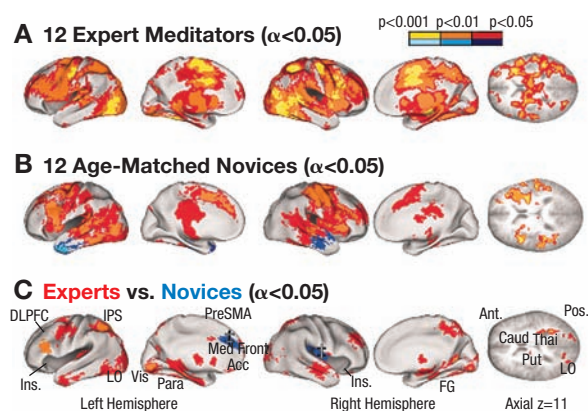 p<0.001 p<0.01 p<0.05
A 12 Expert Meditators (α<0.05)
B 12 Age-Matched Novices (α<0.05)
C Experts vs. Novices (α<0.05)
DLPFC IPS PreSMA Ant. Pos.
Med Front
Caud Thai
Acc
Put
Ins. LO Vis Para Ins. FG LO
Left Hemisphere Right Hemisphere Axial z=11